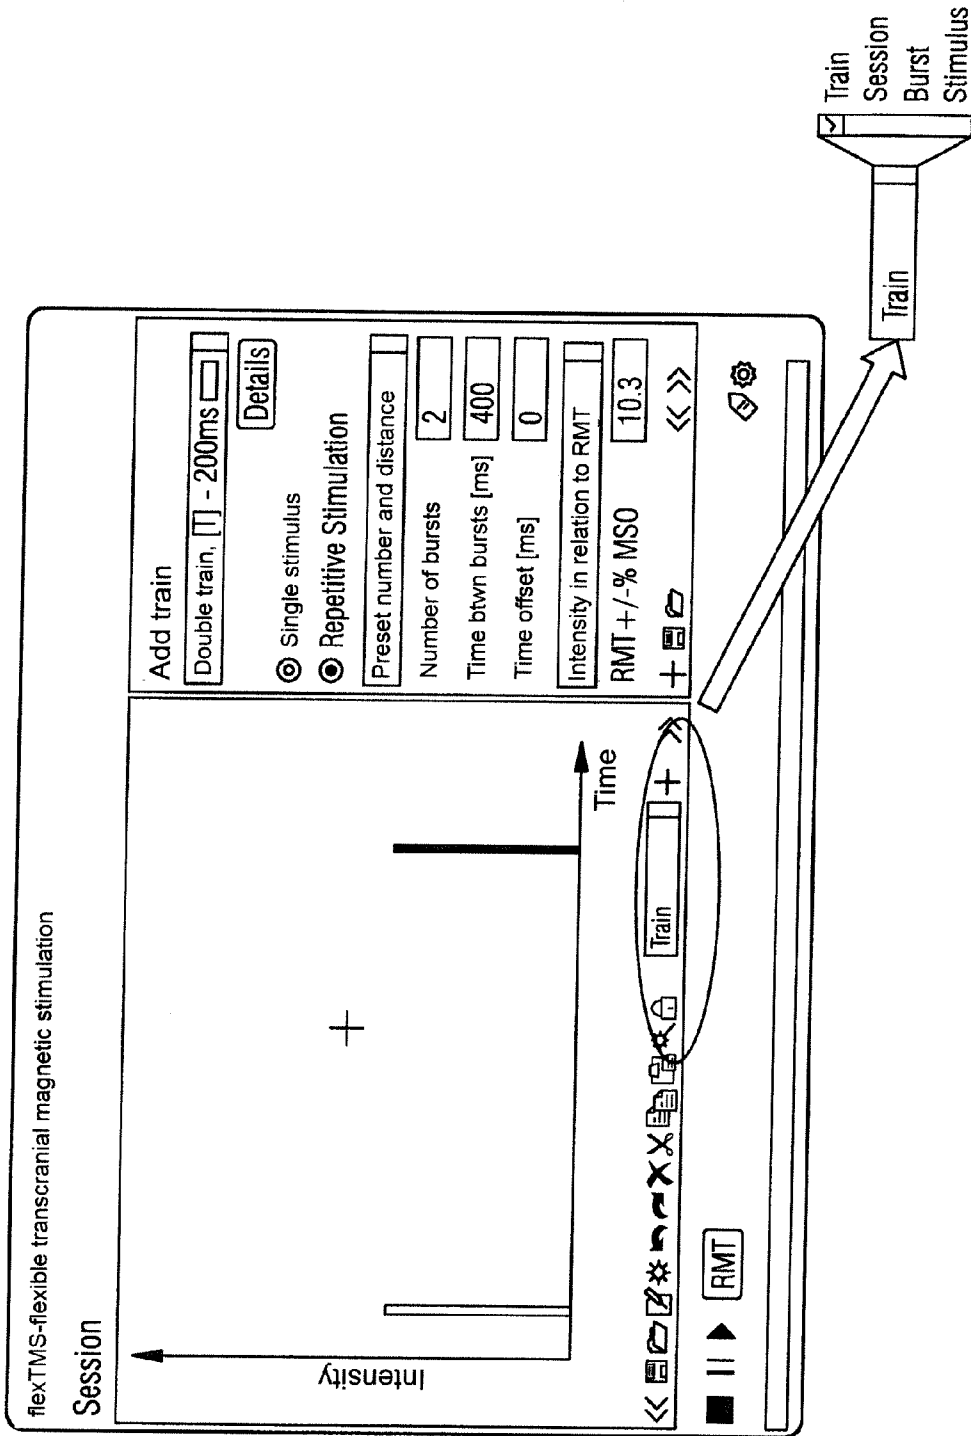 flexTMS-flexible transcranial magnetic stimulation
Session
Intensity
Time
Train
RMT
Add train
Double train, [T] - 200ms
Details
Single stimulus
Repetitive Stimulation
Preset number and distance
Number of bursts 2
Time btwn bursts [ms] 400
Time offset [ms] 0
Intensity in relation to RMT
RMT+/-% MSO 10.3
Train
Train
Session
Burst
Stimulus